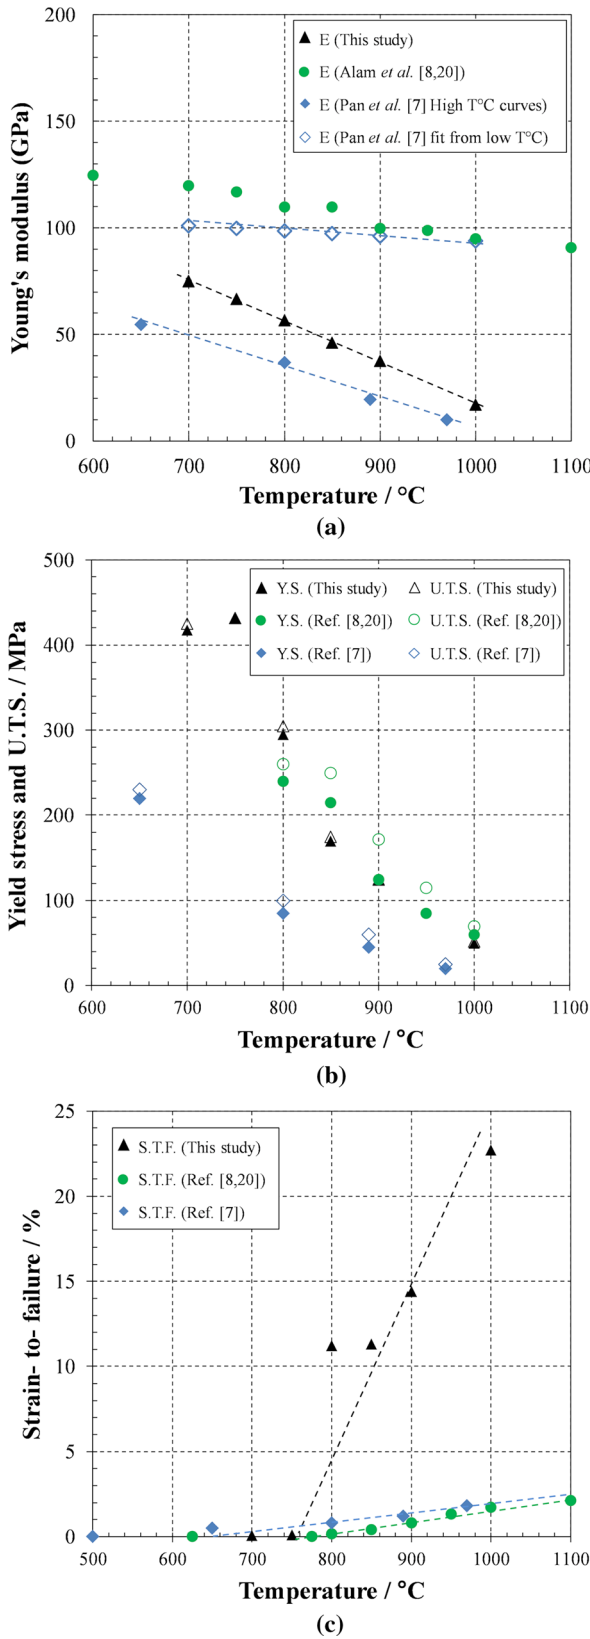 200
150
100
50
0
Young's modulus (GPa)
E (This study)
E (Alam et al. [8,20])
E (Pan et al. [7] High T°C curves)
E (Pan et al. [7] fit from low T°C)
600 700 800 900 1000 1100
Temperature / °C
(a)
500
400
300
200
100
0
Yield stress and U.T.S. / MPa
Y.S. (This study) U.T.S. (This study)
Y.S. (Ref. [8,20]) U.T.S. (Ref. [8,20])
Y.S. (Ref. [7]) U.T.S. (Ref. [7])
600 700 800 900 1000 1100
Temperature / °C
(b)
25
20
15
10
5
0
Strain- to- failure / %
S.T.F. (This study)
S.T.F. (Ref. [8,20])
S.T.F. (Ref. [7])
500 600 700 800 900 1000 1100
Temperature / °C
(c)